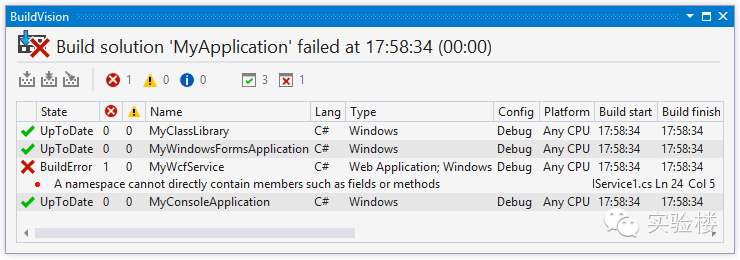 BuildVision
Build solution 'MyApplication' failed at 17:58:34 (00:00)
1 0 0 3 1
State Name Lang Type Config Platform Build start Build finish
UpToDate 0 0 MyClassLibrary C# Windows Debug Any CPU 17:58:34 17:58:34
UpToDate 0 0 MyWindowsFormsApplication C# Windows Debug Any CPU 17:58:34 17:58:34
BuildError 1 0 MyWcfService C# Web Application; Windows Debug Any CPU 17:58:34 17:58:34
A namespace cannot directly contain members such as fields or methods IService1.cs Ln 24 Col 5
UpToDate 0 0 MyConsoleApplication C# Windows Debug Any CPU 17:58:34 17:58:34
实验楼